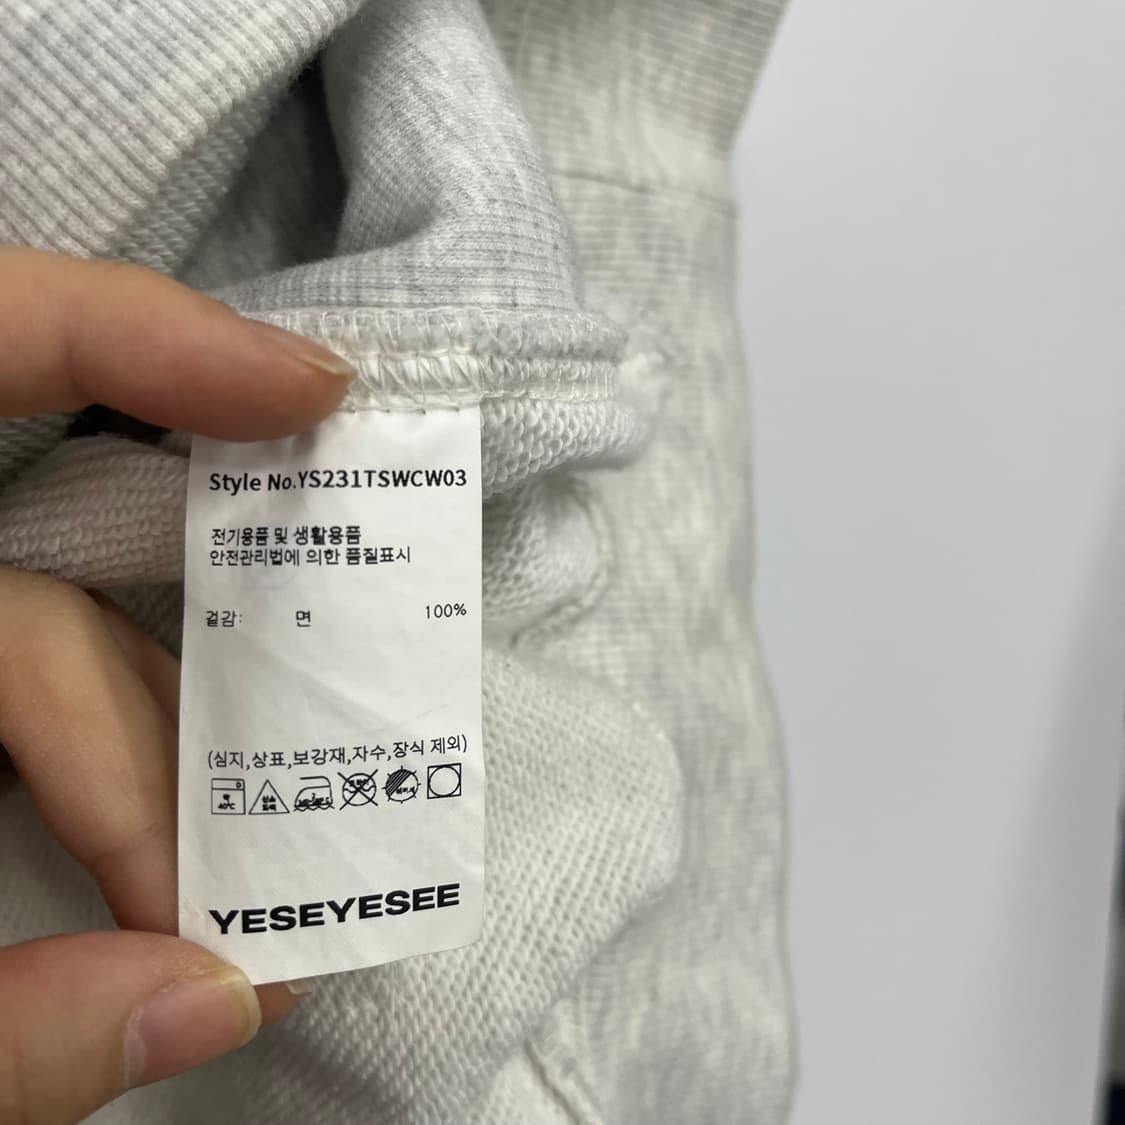 Style No.YS231TSWCW03
전기용품 및 생활용품
안전관리법에 의한 품질표시
겉감: 면 100%
(심지,상표,보강재,자수,장식 제외)
약
40℃
YESEYESEE